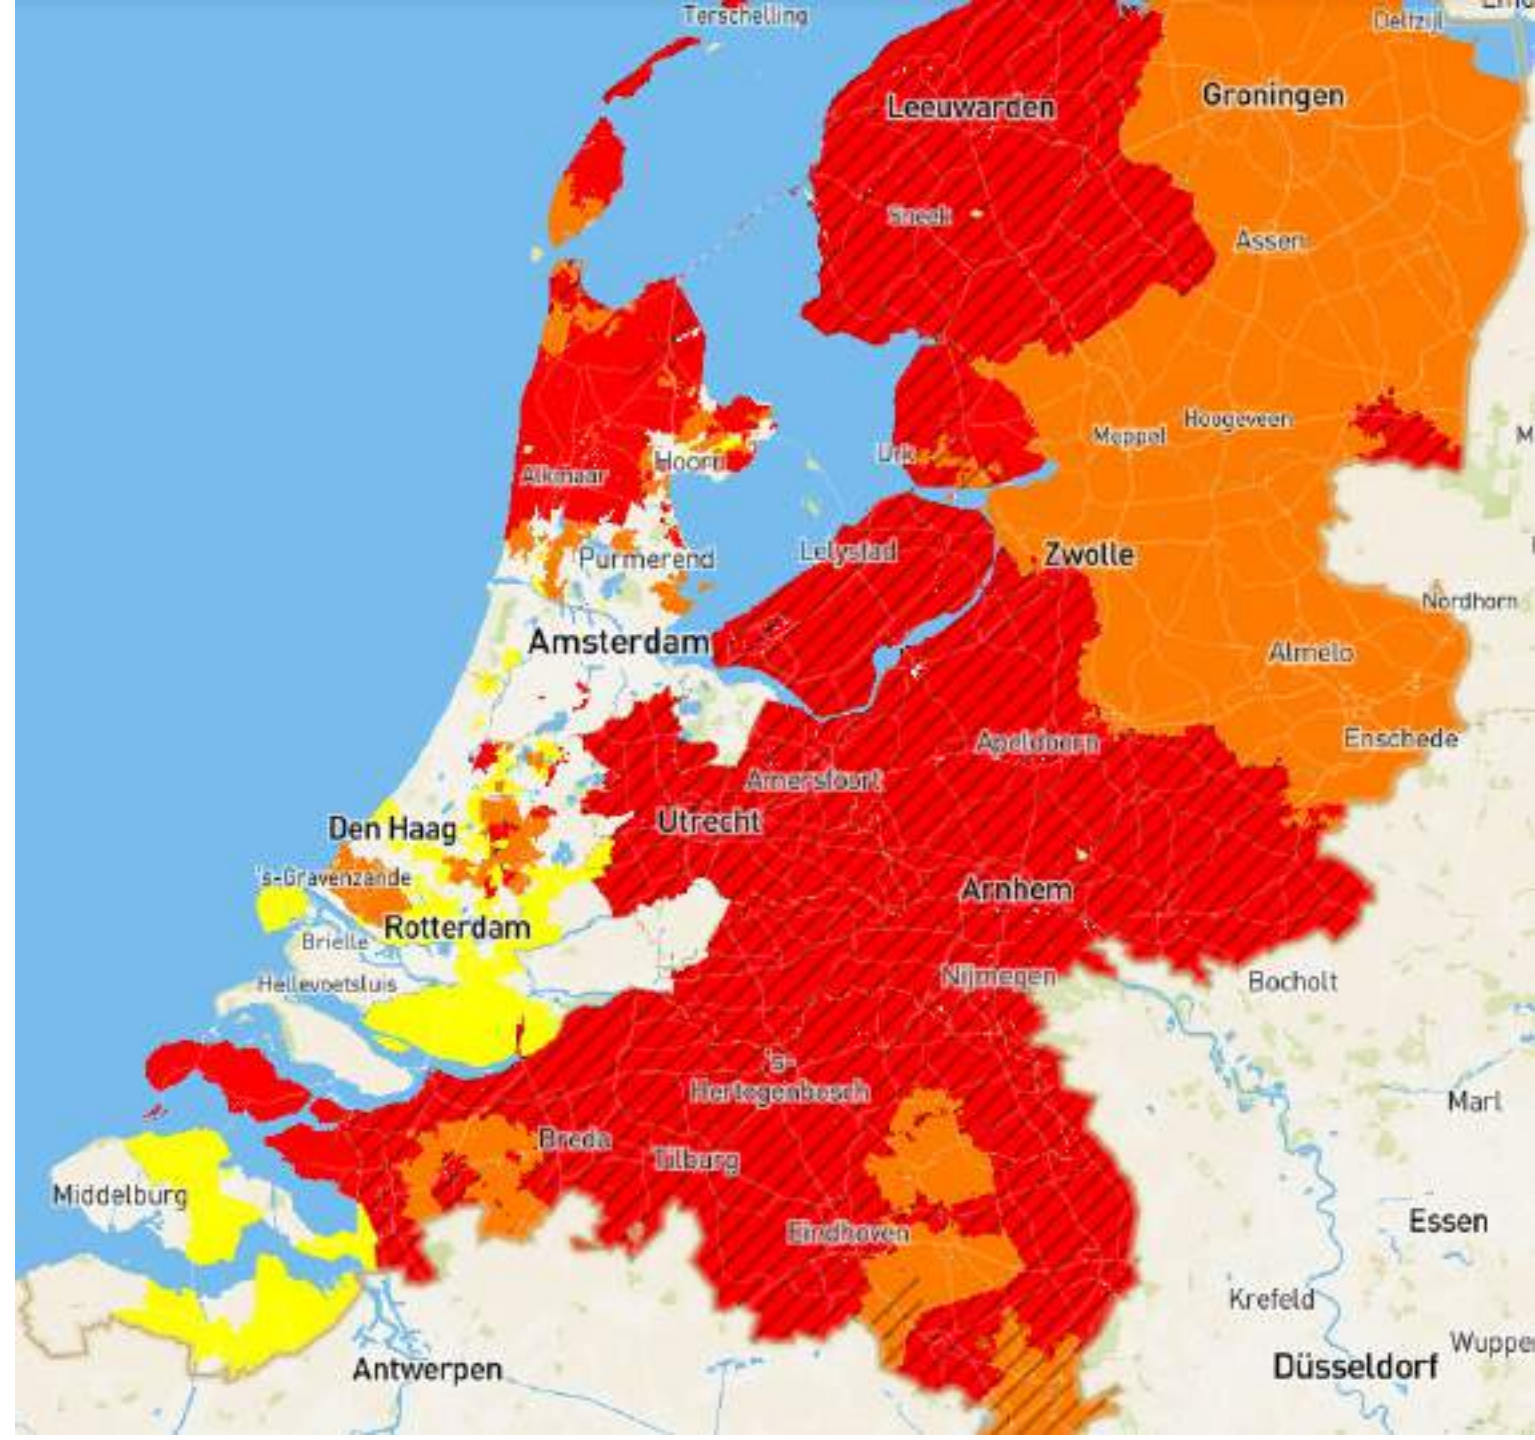 Terschelling
Delfzijl
Leeuwarden
Groningen
Sneek
Assen
Hoogeveen
Meppel
Urk
Hoorn
Alkmaar
Lelystad
Purmerend
Zwolle
Nordhorn
Amsterdam
Almelo
Enschede
Apeldoorn
Amersfoort
Den Haag
Utrecht
's-Gravenzande
Arnhem
Rotterdam
Brielle
Nijmegen
Hellevoetsluis
Bocholt
's-
Hertogenbosch
Marl
Breda
Tilburg
Middelburg
Essen
Eindhoven
Krefeld
Wupper
Düsseldorf
Antwerpen